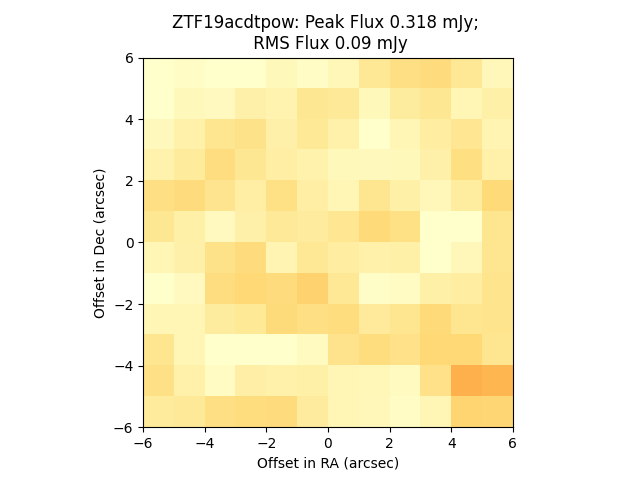 ZTF19acdtpow: Peak Flux 0.318 mJy;
RMS Flux 0.09 mJy
6
4
2
0
−2
−4
−6
Offset in Dec (arcsec)
−6 −4 −2 0 2 4 6
Offset in RA (arcsec)